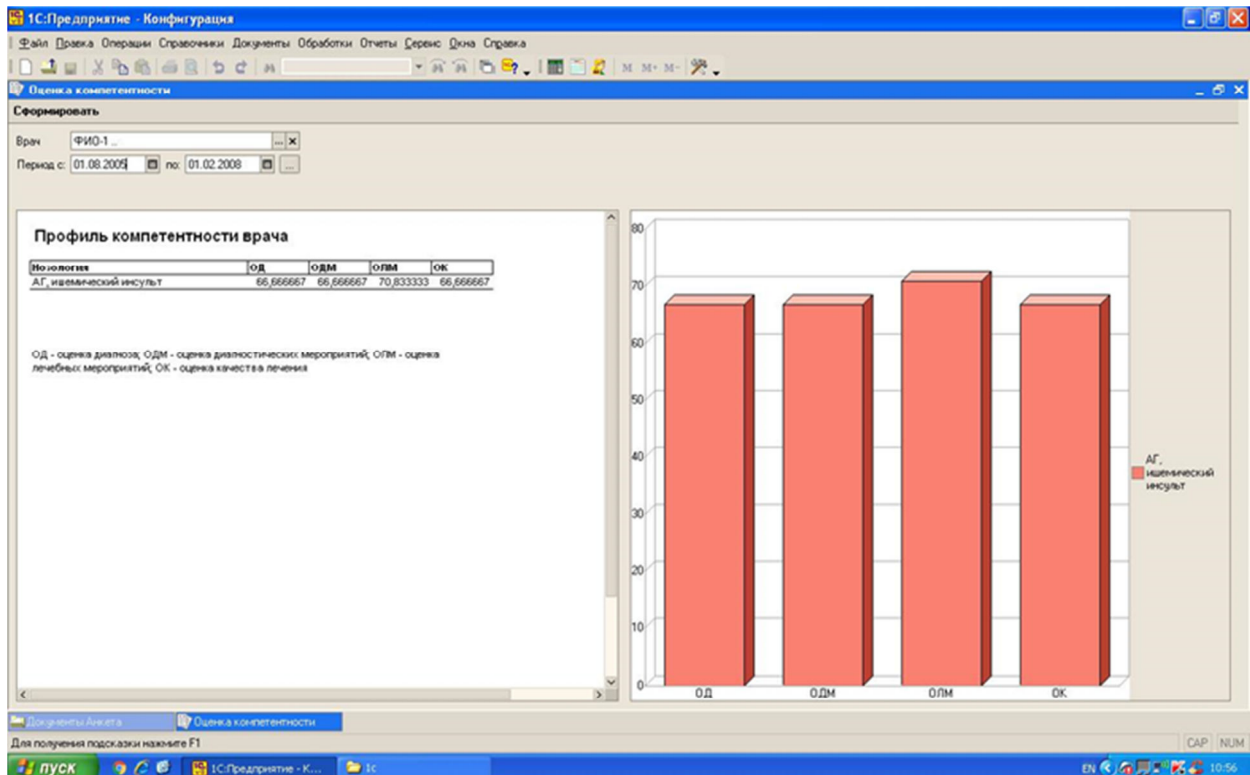 1С:Предприятие - Конфигурация
Файл Правка Операции Справочники Документы Обработки Отчеты Сервис Окна Справка
M M+ M-
Оценка компетентности
Сформировать
Врач ФИО-1 ..
Период с: 01.08.2005 по: 01.02.2008 ...
Профиль компетентности врача
Нозология ОД ОДМ ОЛМ ОК
АГ, ишемический инсульт 66,666667 66,666667 70,833333 66,666667
ОД - оценка диагноза; ОДМ - оценка диагностических мероприятий; ОЛМ - оценка
лечебных мероприятий; ОК - оценка качества лечения
80
70
60
50
40
30
20
10
0
ОД ОДМ ОЛМ ОК
АГ,
ишемический
инсульт
Документы Анкета Оценка компетентности
Для получения подсказки нажмите F1 CAP NUM
пуск 1С:Предприятие - К... 1c EN 10:56